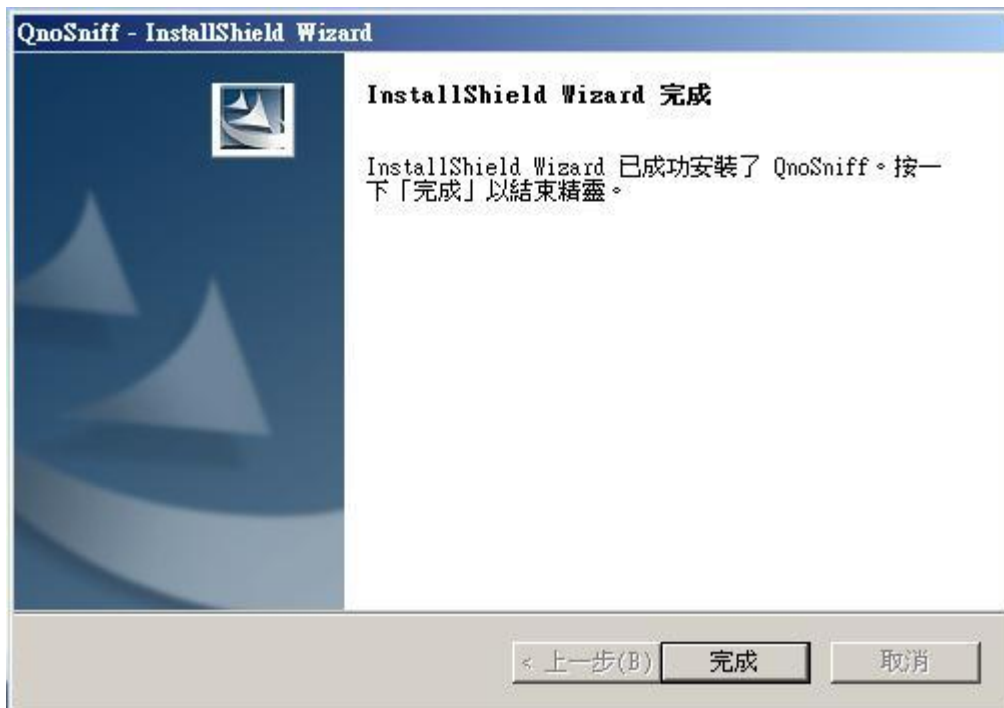 QnoSniff - InstallShield Wizard
InstallShield Wizard 完成
InstallShield Wizard 已成功安裝了 QnoSniff。按一
下「完成」以結束精靈。
< 上一步(B)
完成
取消